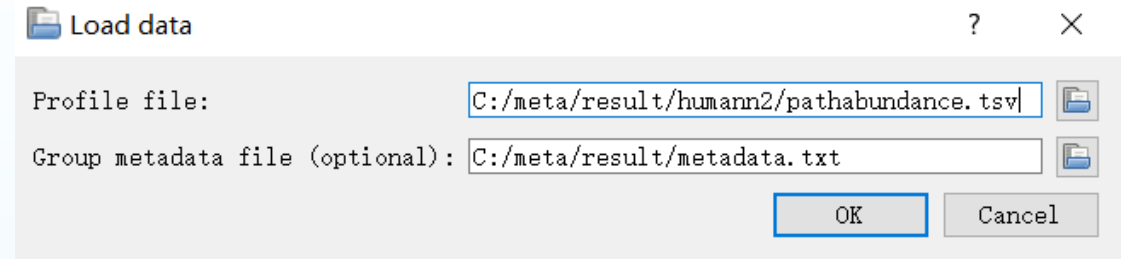 Load data ?
Profile file: C:/meta/result/humann2/pathabundance.tsv
Group metadata file (optional): C:/meta/result/metadata.txt
OK Cancel